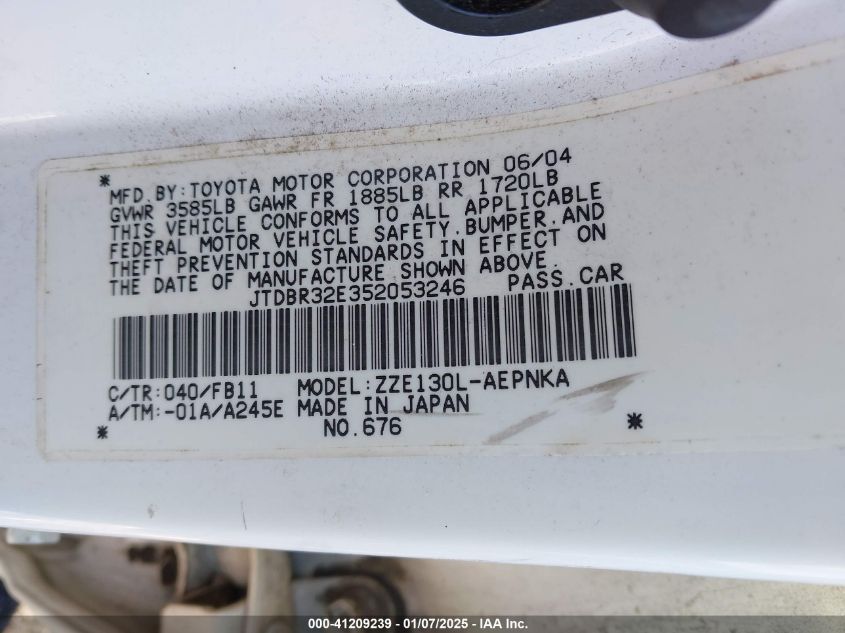 * MFD.BY:TOYOTA MOTOR CORPORATION 06/04
GVWR 3585LB GAWR FR 1885LB RR 1720LB
THIS VEHICLE CONFORMS TO ALL APPLICABLE
FEDERAL MOTOR VEHICLE SAFETY,BUMPER,AND
THEFT PREVENTION STANDARDS IN EFFECT ON
THE DATE OF MANUFACTURE SHOWN ABOVE.
JTDBR32E352053246 PASS.CAR
C/TR:040/FB11 MODEL:ZZE130L-AEPNKA
A/TM:-01A/A245E MADE IN JAPAN
* NO.676 *
000-41209239 - 01/07/2025 - IAA Inc.